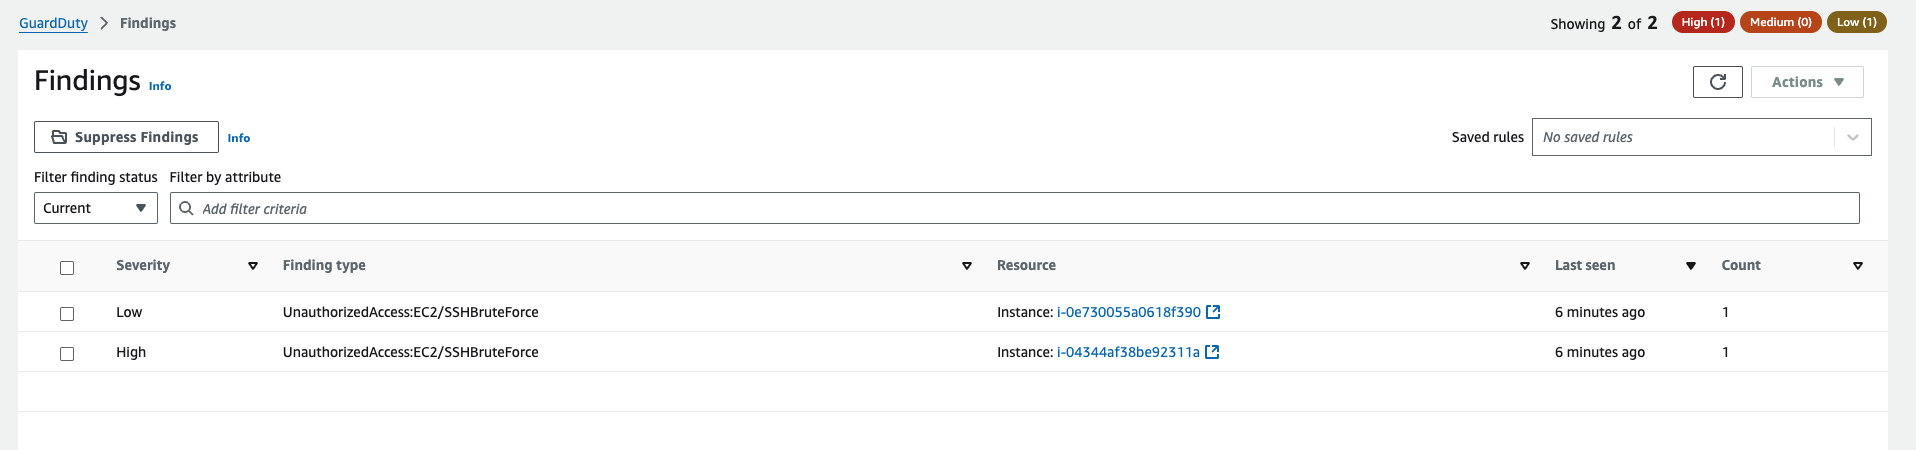 GuardDuty > Findings
Showing 2 of 2 High (1) Medium (0) Low (1)
Findings Info
Actions
Suppress Findings Info
Saved rules No saved rules
Filter finding status Filter by attribute
Current Add filter criteria
Severity Finding type Resource Last seen Count
Low UnauthorizedAccess:EC2/SSHBruteForce Instance: i-0e730055a0618f390 6 minutes ago 1
High UnauthorizedAccess:EC2/SSHBruteForce Instance: i-04344af38be92311a 6 minutes ago 1